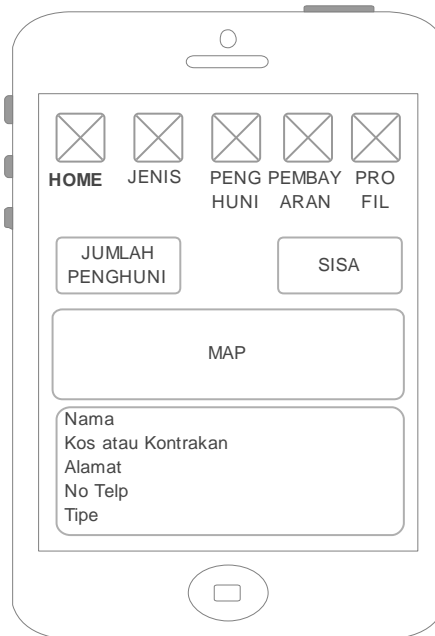 HOME
JENIS
PENG
HUNI
PEMBAY
ARAN
PRO
FIL
JUMLAH
PENGHUNI
SISA
MAP
Nama
Kos atau Kontrakan
Alamat
No Telp
Tipe